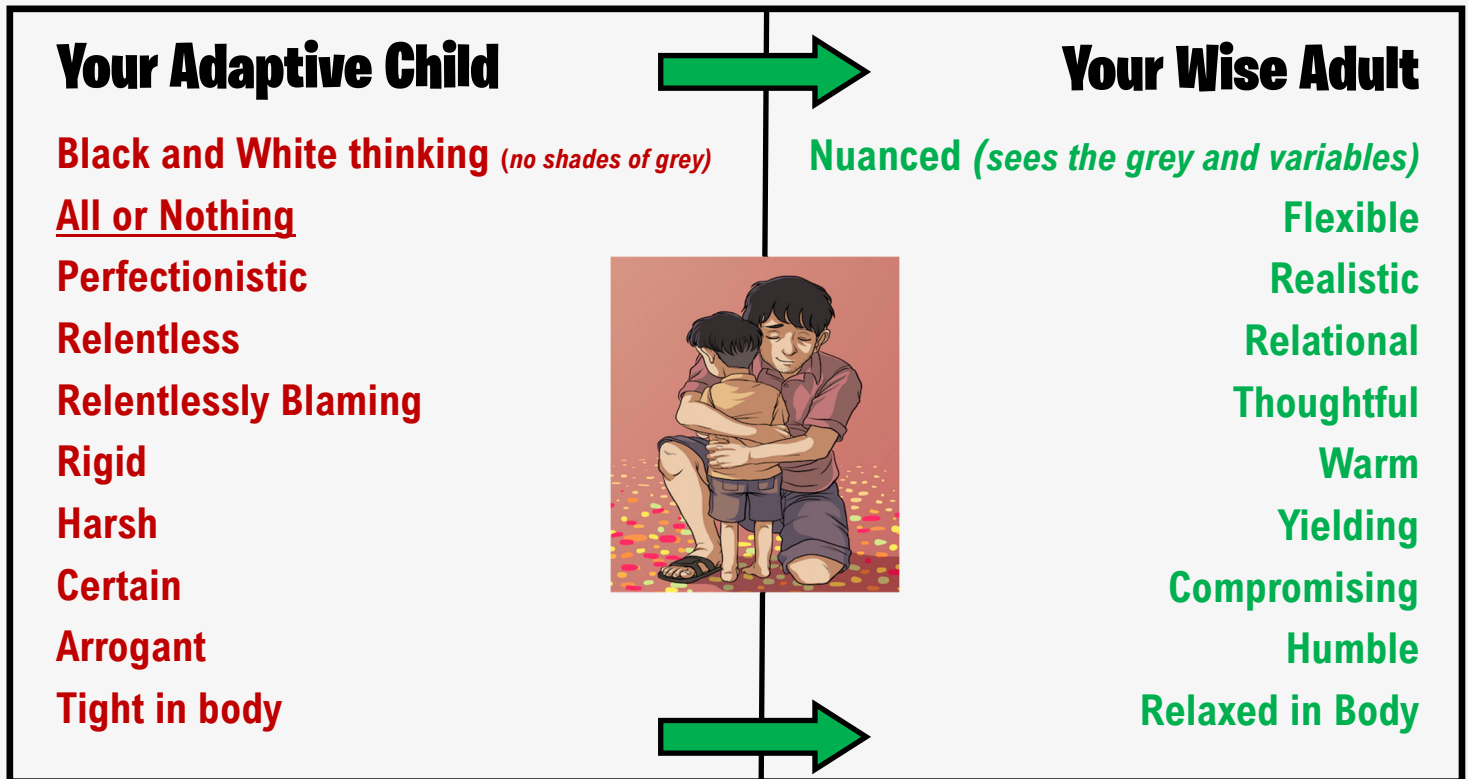 Your Adaptive Child
Black and White thinking (no shades of grey)
All or Nothing
Perfectionistic
Relentless
Relentlessly Blaming
Rigid
Harsh
Certain
Arrogant
Tight in body
Your Wise Adult
Nuanced (sees the grey and variables)
Flexible
Realistic
Relational
Thoughtful
Warm
Yielding
Compromising
Humble
Relaxed in Body